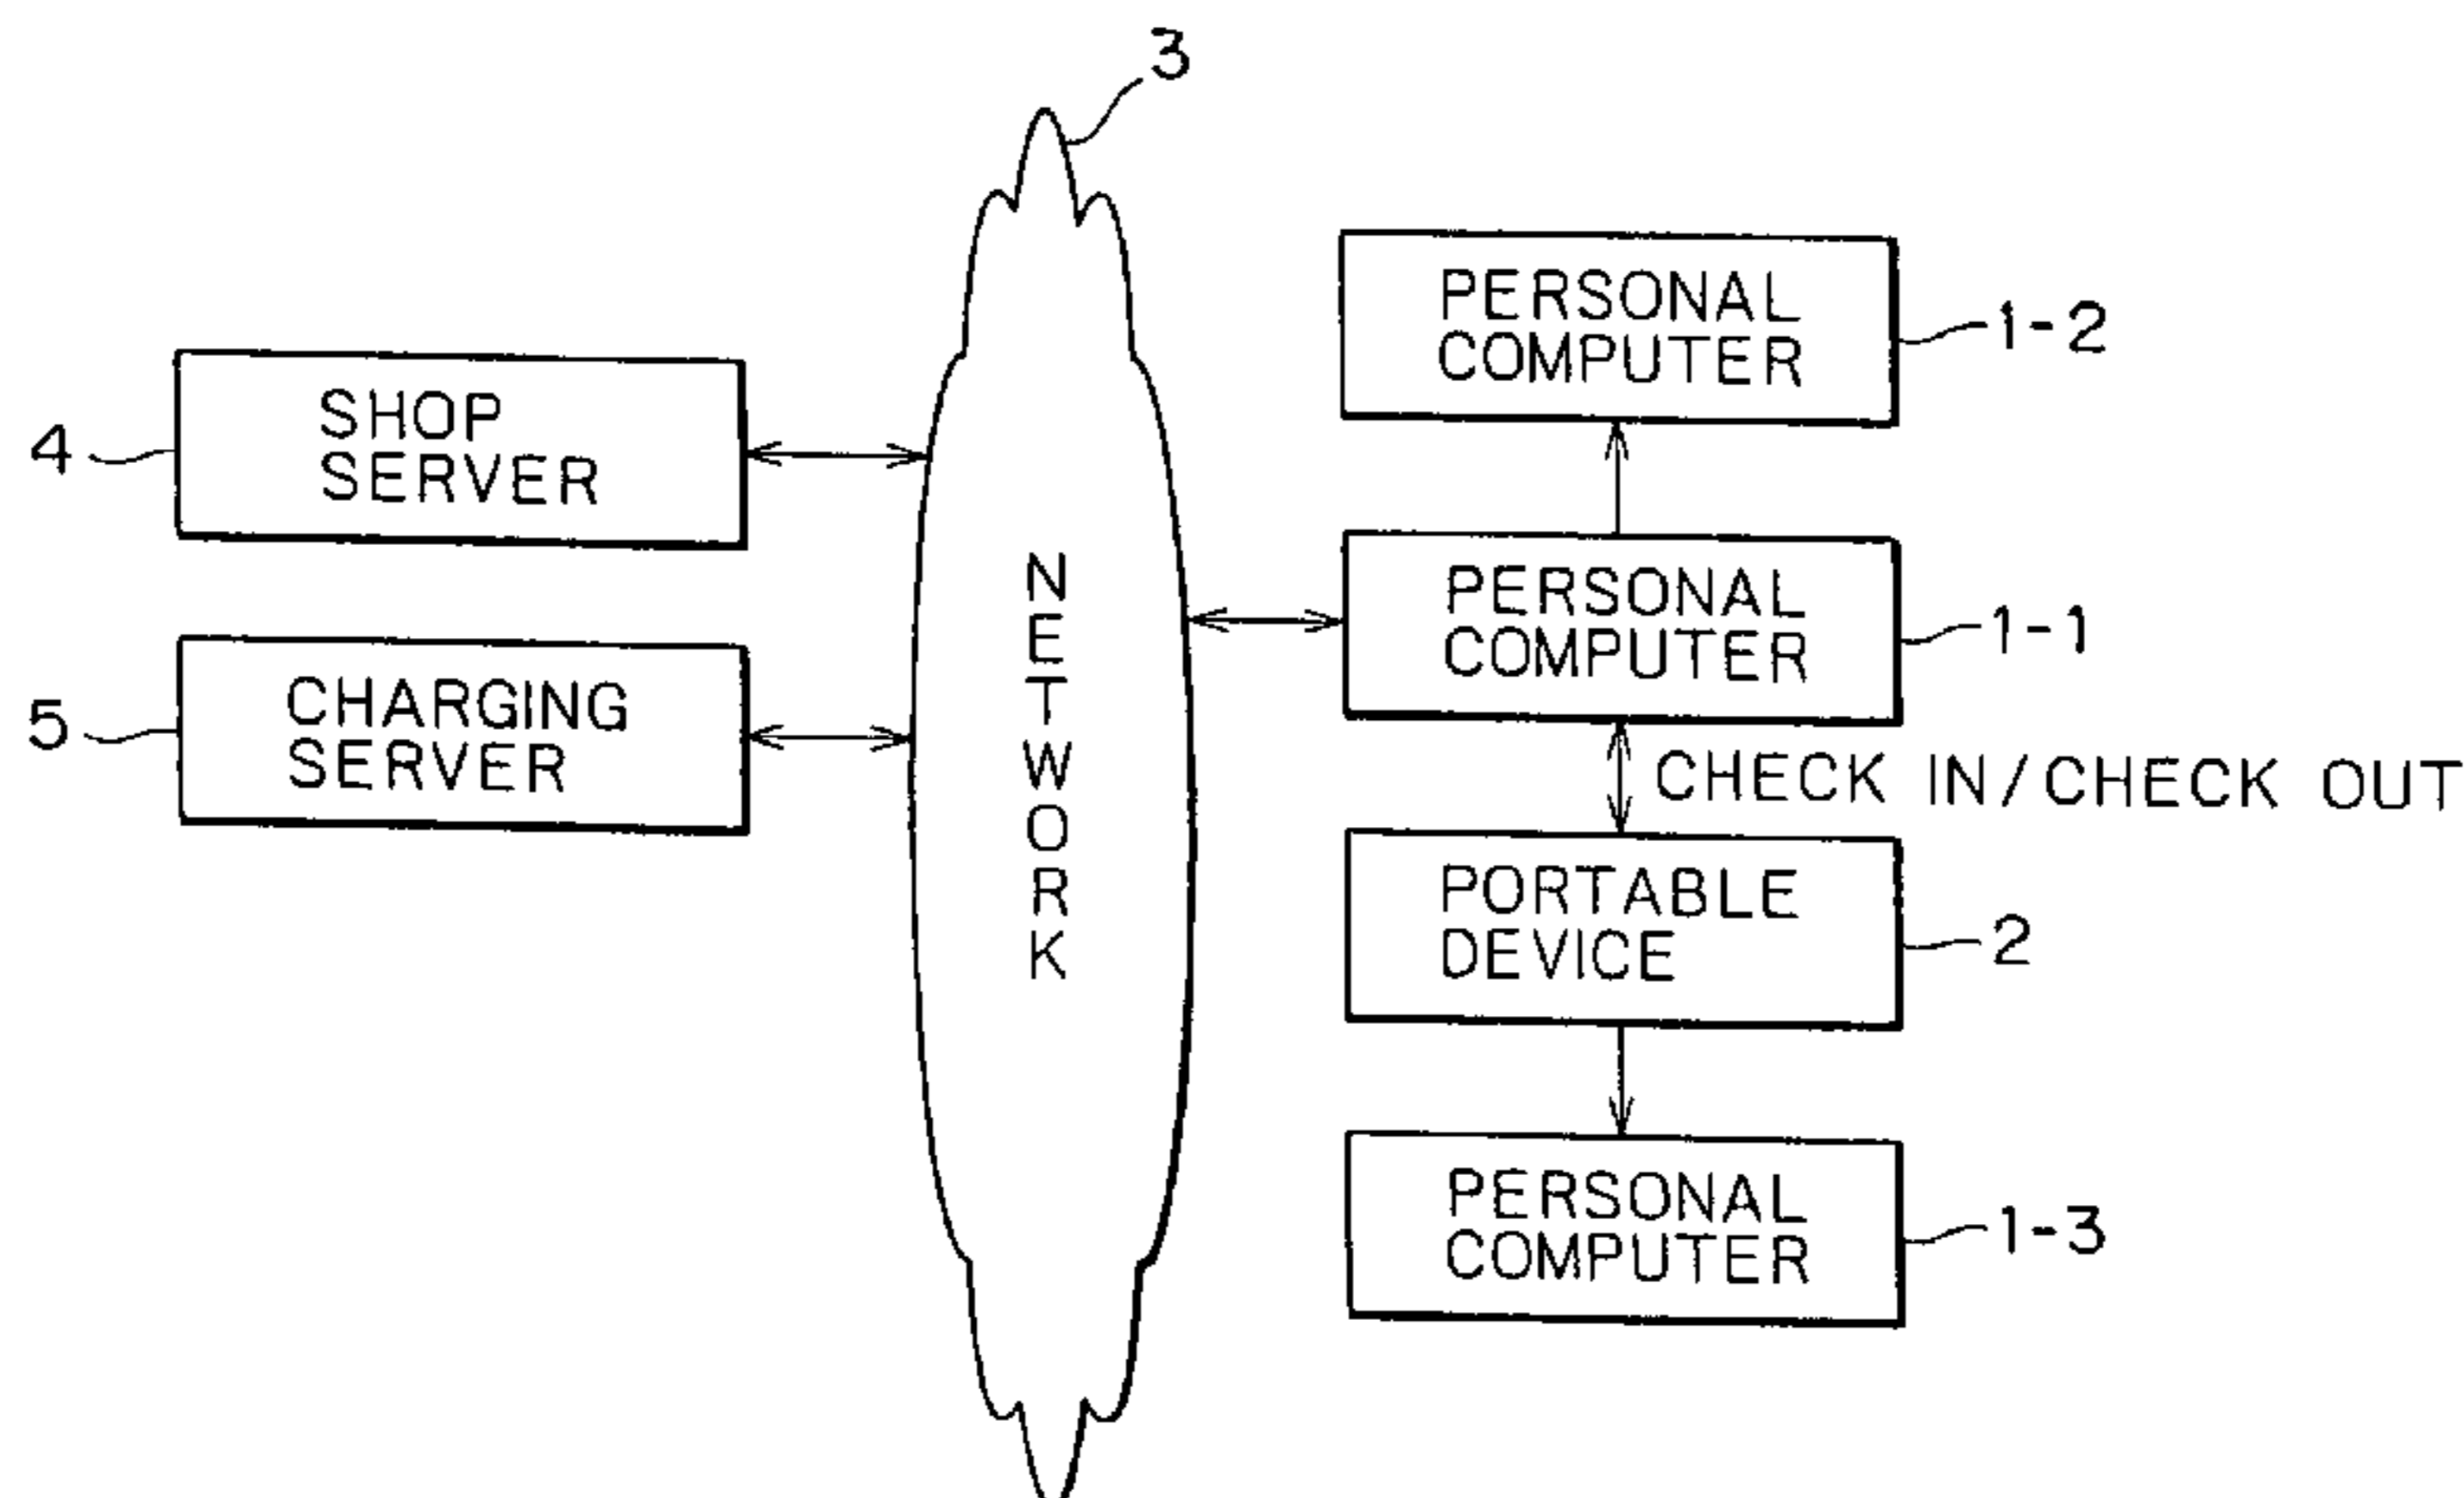 3
PERSONAL
COMPUTER
1-2
SHOP
SERVER
4
NETWORK
PERSONAL
COMPUTER
1-1
CHARGING
SERVER
5
CHECK IN/CHECK OUT
PORTABLE
DEVICE
2
PERSONAL
COMPUTER
1-3